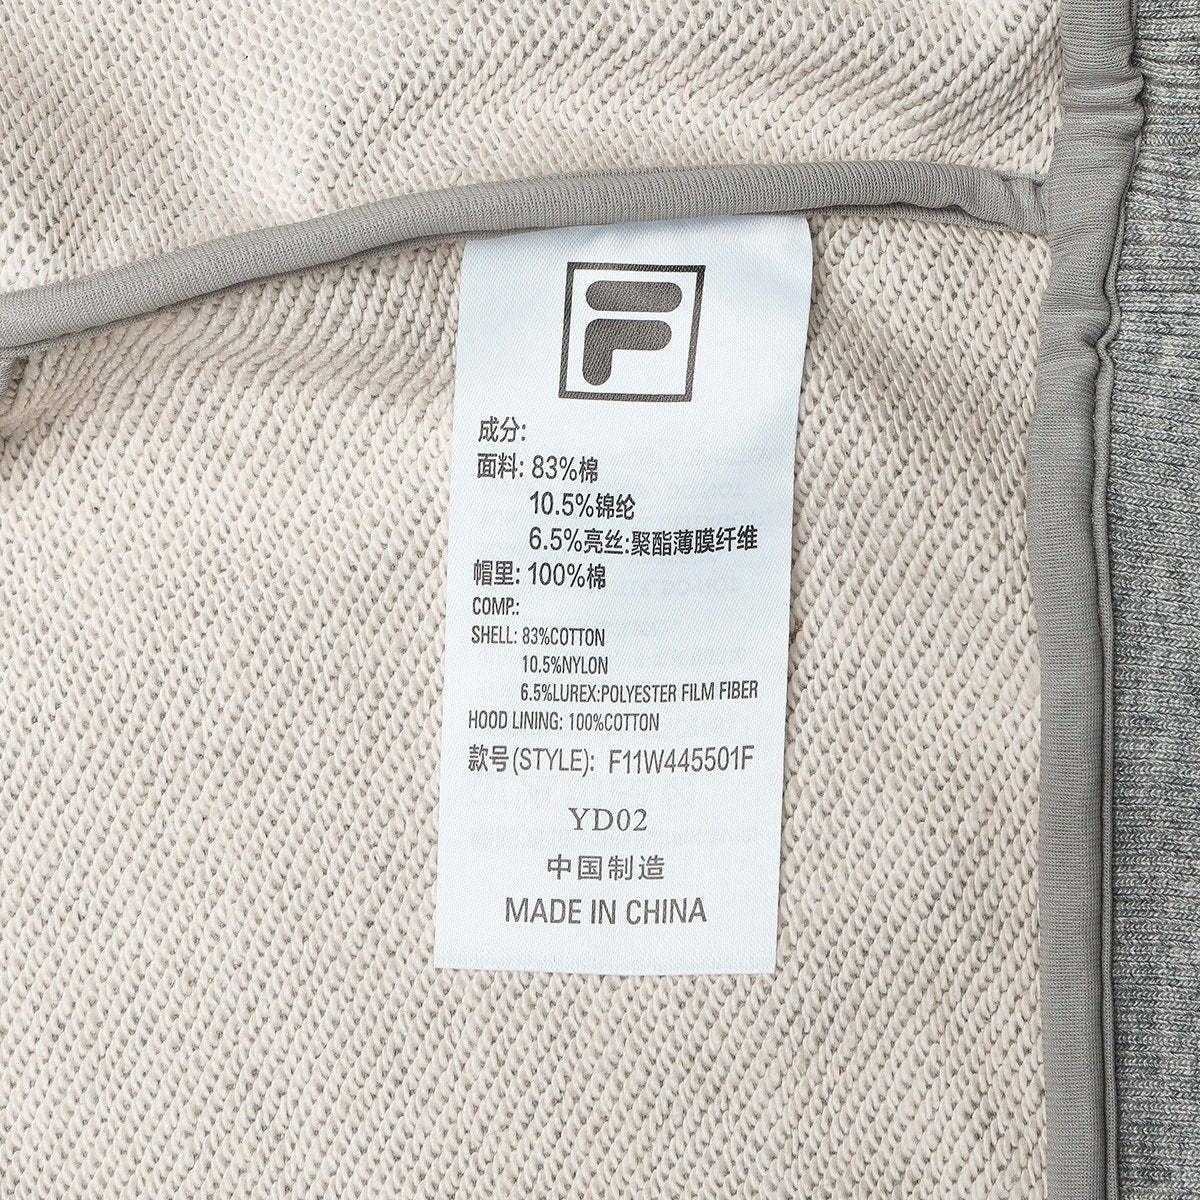 F
成分:
面料: 83%棉
10.5%锦纶
6.5%亮丝:聚酯薄膜纤维
帽里: 100%棉
COMP.:
SHELL: 83%COTTON
10.5%NYLON
6.5%LUREX:POLYESTER FILM FIBER
HOOD LINING: 100%COTTON
款号(STYLE): F11W445501F
YD02
中国制造
MADE IN CHINA